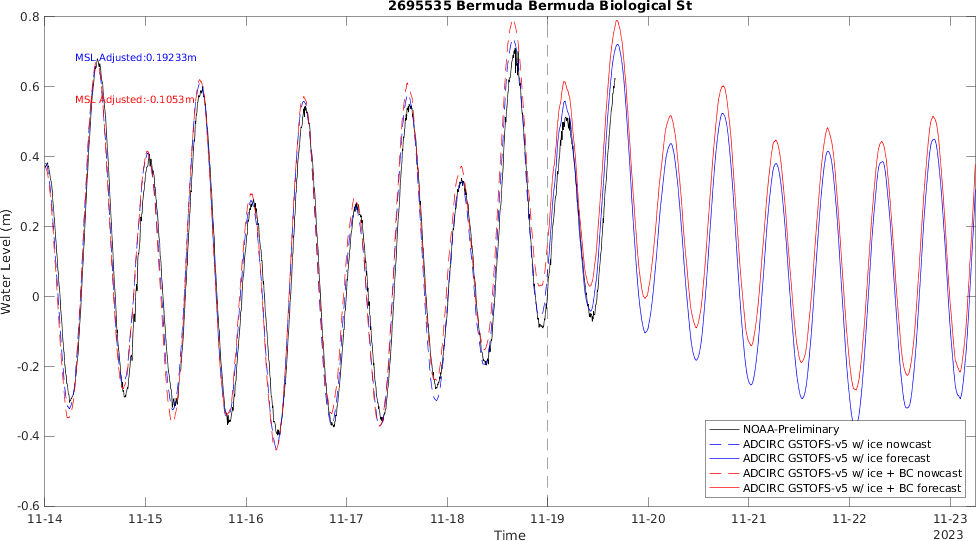 2695535 Bermuda Bermuda Biological St
0.8
MSL Adjusted:0.19233m
0.6
MSL Adjusted:-0.1053m
0.4
0.2
Water Level (m)
0
-0.2
-0.4
-0.6
NOAA-Preliminary
ADCIRC GSTOFS-v5 w/ ice nowcast
ADCIRC GSTOFS-v5 w/ ice forecast
ADCIRC GSTOFS-v5 w/ ice + BC nowcast
ADCIRC GSTOFS-v5 w/ ice + BC forecast
11-14 11-15 11-16 11-17 11-18 11-19 11-20 11-21 11-22 11-23
Time
2023